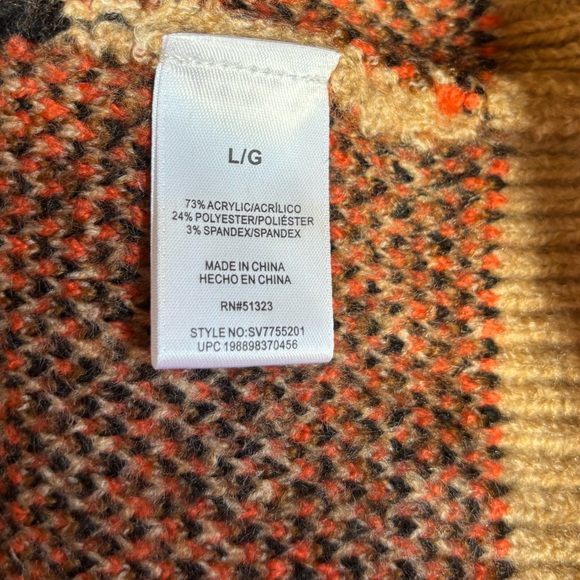 L/G
73% ACRYLIC/ACRÍLICO
24% POLYESTER/POLIÉSTER
3% SPANDEX/SPANDEX
MADE IN CHINA
HECHO EN CHINA
RN#51323
STYLE NO:SV7755201
UPC 198898370456